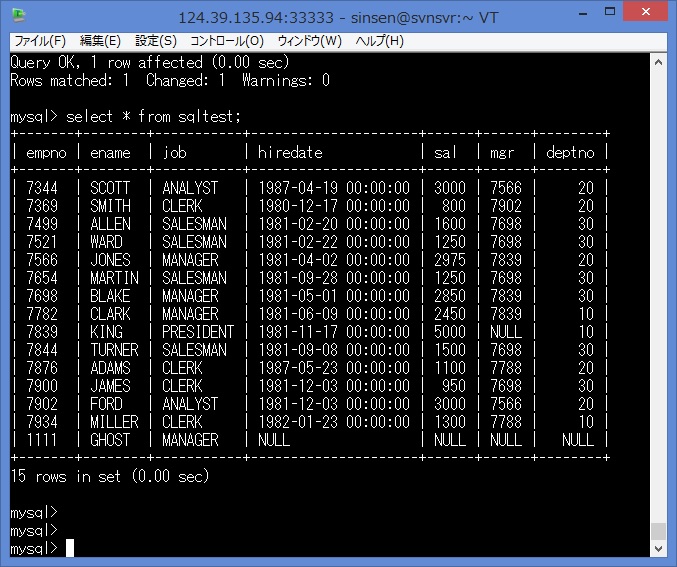 124.39.135.94:33333 - sinsen@svnsvr:~ VT
ファイル(F) 編集(E) 設定(S) コントロール(O) ウィンドウ(W) ヘルプ(H)
Query OK, 1 row affected (0.00 sec)
Rows matched: 1  Changed: 1  Warnings: 0
mysql> select * from sqltest;
+-------+--------+-----------+---------------------+------+------+--------+
| empno | ename  | job       | hiredate            | sal  | mgr  | deptno |
+-------+--------+-----------+---------------------+------+------+--------+
| 7344  | SCOTT  | ANALYST   | 1987-04-19 00:00:00 | 3000 | 7566 |     20 |
| 7369  | SMITH  | CLERK     | 1980-12-17 00:00:00 |  800 | 7902 |     20 |
| 7499  | ALLEN  | SALESMAN  | 1981-02-20 00:00:00 | 1600 | 7698 |     30 |
| 7521  | WARD   | SALESMAN  | 1981-02-22 00:00:00 | 1250 | 7698 |     30 |
| 7566  | JONES  | MANAGER   | 1981-04-02 00:00:00 | 2975 | 7839 |     20 |
| 7654  | MARTIN | SALESMAN  | 1981-09-28 00:00:00 | 1250 | 7698 |     30 |
| 7698  | BLAKE  | MANAGER   | 1981-05-01 00:00:00 | 2850 | 7839 |     30 |
| 7782  | CLARK  | MANAGER   | 1981-06-09 00:00:00 | 2450 | 7839 |     10 |
| 7839  | KING   | PRESIDENT | 1981-11-17 00:00:00 | 5000 | NULL |     10 |
| 7844  | TURNER | SALESMAN  | 1981-09-08 00:00:00 | 1500 | 7698 |     30 |
| 7876  | ADAMS  | CLERK     | 1987-05-23 00:00:00 | 1100 | 7788 |     20 |
| 7900  | JAMES  | CLERK     | 1981-12-03 00:00:00 |  950 | 7698 |     30 |
| 7902  | FORD   | ANALYST   | 1981-12-03 00:00:00 | 3000 | 7566 |     20 |
| 7934  | MILLER | CLERK     | 1982-01-23 00:00:00 | 1300 | 7788 |     10 |
| 1111  | GHOST  | MANAGER   | NULL                | NULL | NULL |   NULL |
+-------+--------+-----------+---------------------+------+------+--------+
15 rows in set (0.00 sec)
mysql>
mysql>
mysql>